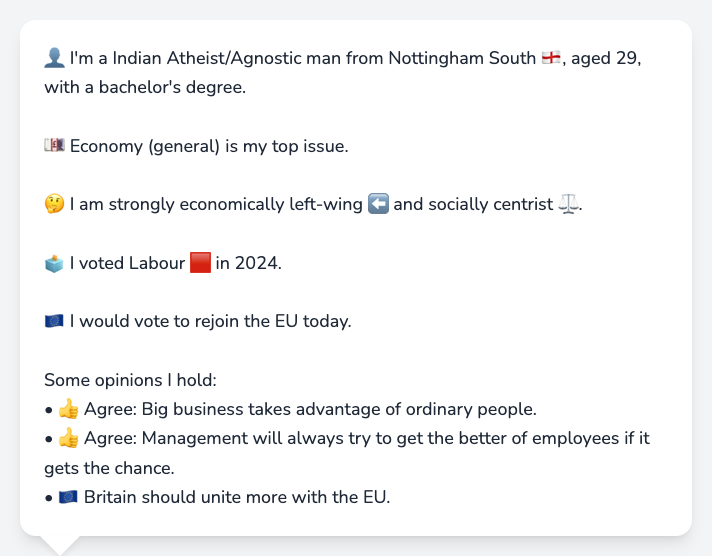 👤 I'm a Indian Atheist/Agnostic man from Nottingham South 🏴󠁧󠁢󠁥󠁮󠁧󠁿, aged 29,
with a bachelor's degree.
💷 Economy (general) is my top issue.
🤔 I am strongly economically left-wing ⬅️ and socially centrist ⚖️.
🗳️ I voted Labour 🟥 in 2024.
🇪🇺 I would vote to rejoin the EU today.
Some opinions I hold:
• 👍 Agree: Big business takes advantage of ordinary people.
• 👍 Agree: Management will always try to get the better of employees if it
gets the chance.
• 🇪🇺 Britain should unite more with the EU.